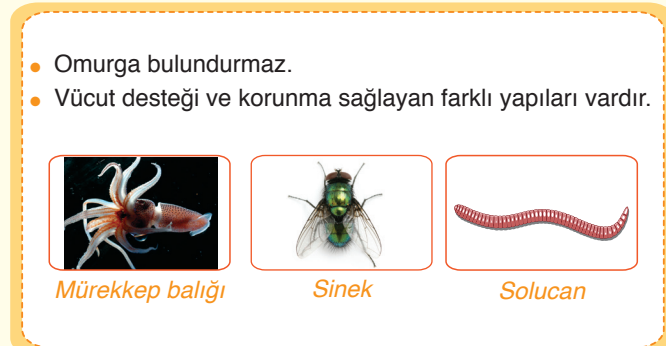 Omurga bulundurmaz.
Vücut desteği ve korunma sağlayan farklı yapıları vardır.
Mürekkep balığı
Sinek
Solucan